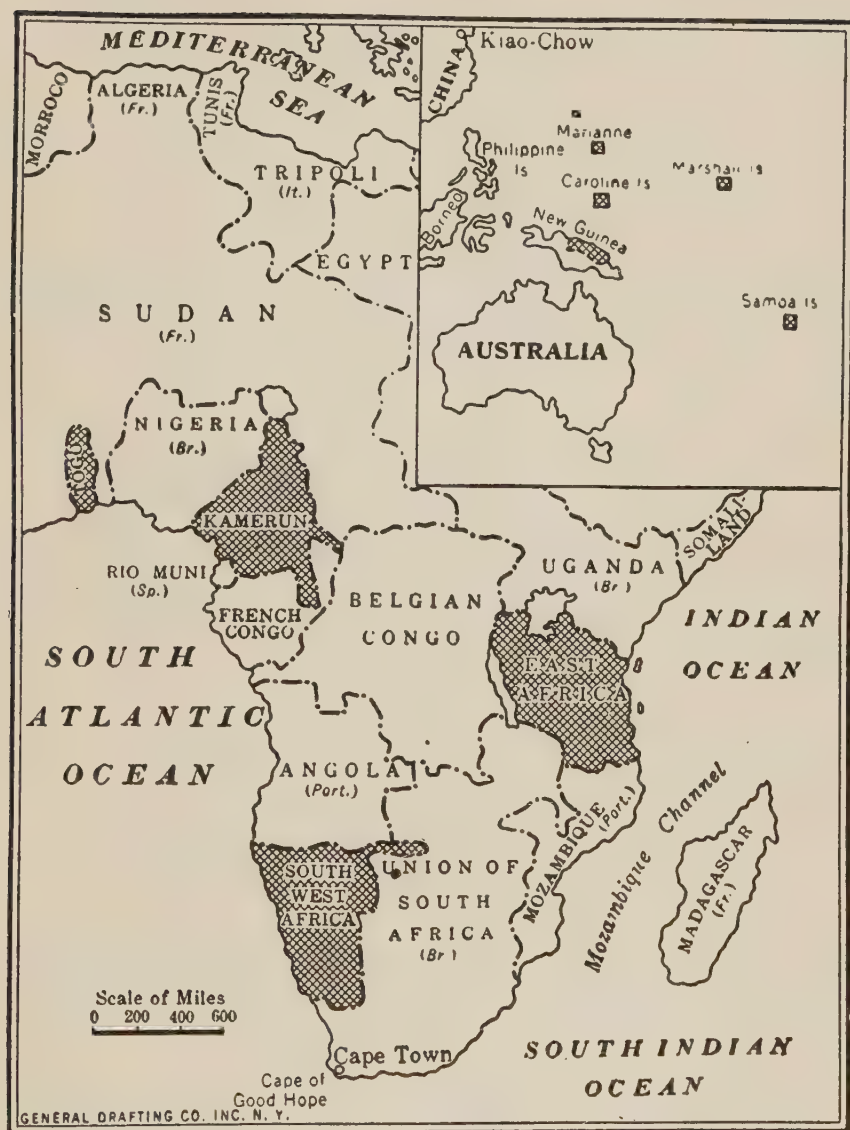 MEDITERRANEAN
SEA
MORROCO
ALGERIA
(Fr.)
TUNIS
(Fr.)
TRIPOLI
(It.)
EGYPT
SUDAN
(Fr.)
CHINA
Kiao-Chow
Marianne
Philippine
Is
Caroline Is
Marshall Is
Borneo
New Guinea
Samoa Is
AUSTRALIA
NIGERIA
(Br.)
TOGO
KAMERUN
RIO MUNI
(Sp.)
FRENCH
CONGO
BELGIAN
CONGO
UGANDA
(Br)
SOMALI-
LAND
EAST
AFRICA
INDIAN
OCEAN
SOUTH
ATLANTIC
OCEAN
ANGOLA
(Port.)
MOZAMBIQUE
(Port.)
Mozambique Channel
MADAGASCAR
(Fr.)
SOUTH
WEST
AFRICA
UNION OF
SOUTH
AFRICA
(Br)
Scale of Miles
0 200 400 600
Cape Town
Cape of
Good Hope
SOUTH INDIAN
OCEAN
GENERAL DRAFTING CO. INC. N. Y.